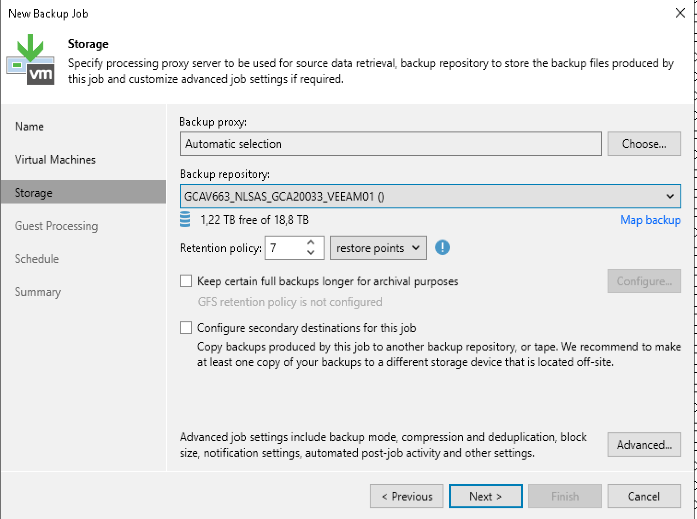 New Backup Job
Storage
Specify processing proxy server to be used for source data retrieval, backup repository to store the backup files produced by
this job and customize advanced job settings if required.
vm
Name
Virtual Machines
Storage
Guest Processing
Schedule
Summary
Backup proxy:
Automatic selection
Choose...
Backup repository:
GCAV663_NLSAS_GCA20033_VEEAM01 ()
1,22 TB free of 18,8 TB
Map backup
Retention policy: 7 restore points
Keep certain full backups longer for archival purposes
Configure...
GFS retention policy is not configured
Configure secondary destinations for this job
Copy backups produced by this job to another backup repository, or tape. We recommend to make
at least one copy of your backups to a different storage device that is located off-site.
Advanced job settings include backup mode, compression and deduplication, block
size, notification settings, automated post-job activity and other settings.
Advanced...
< Previous
Next >
Finish
Cancel